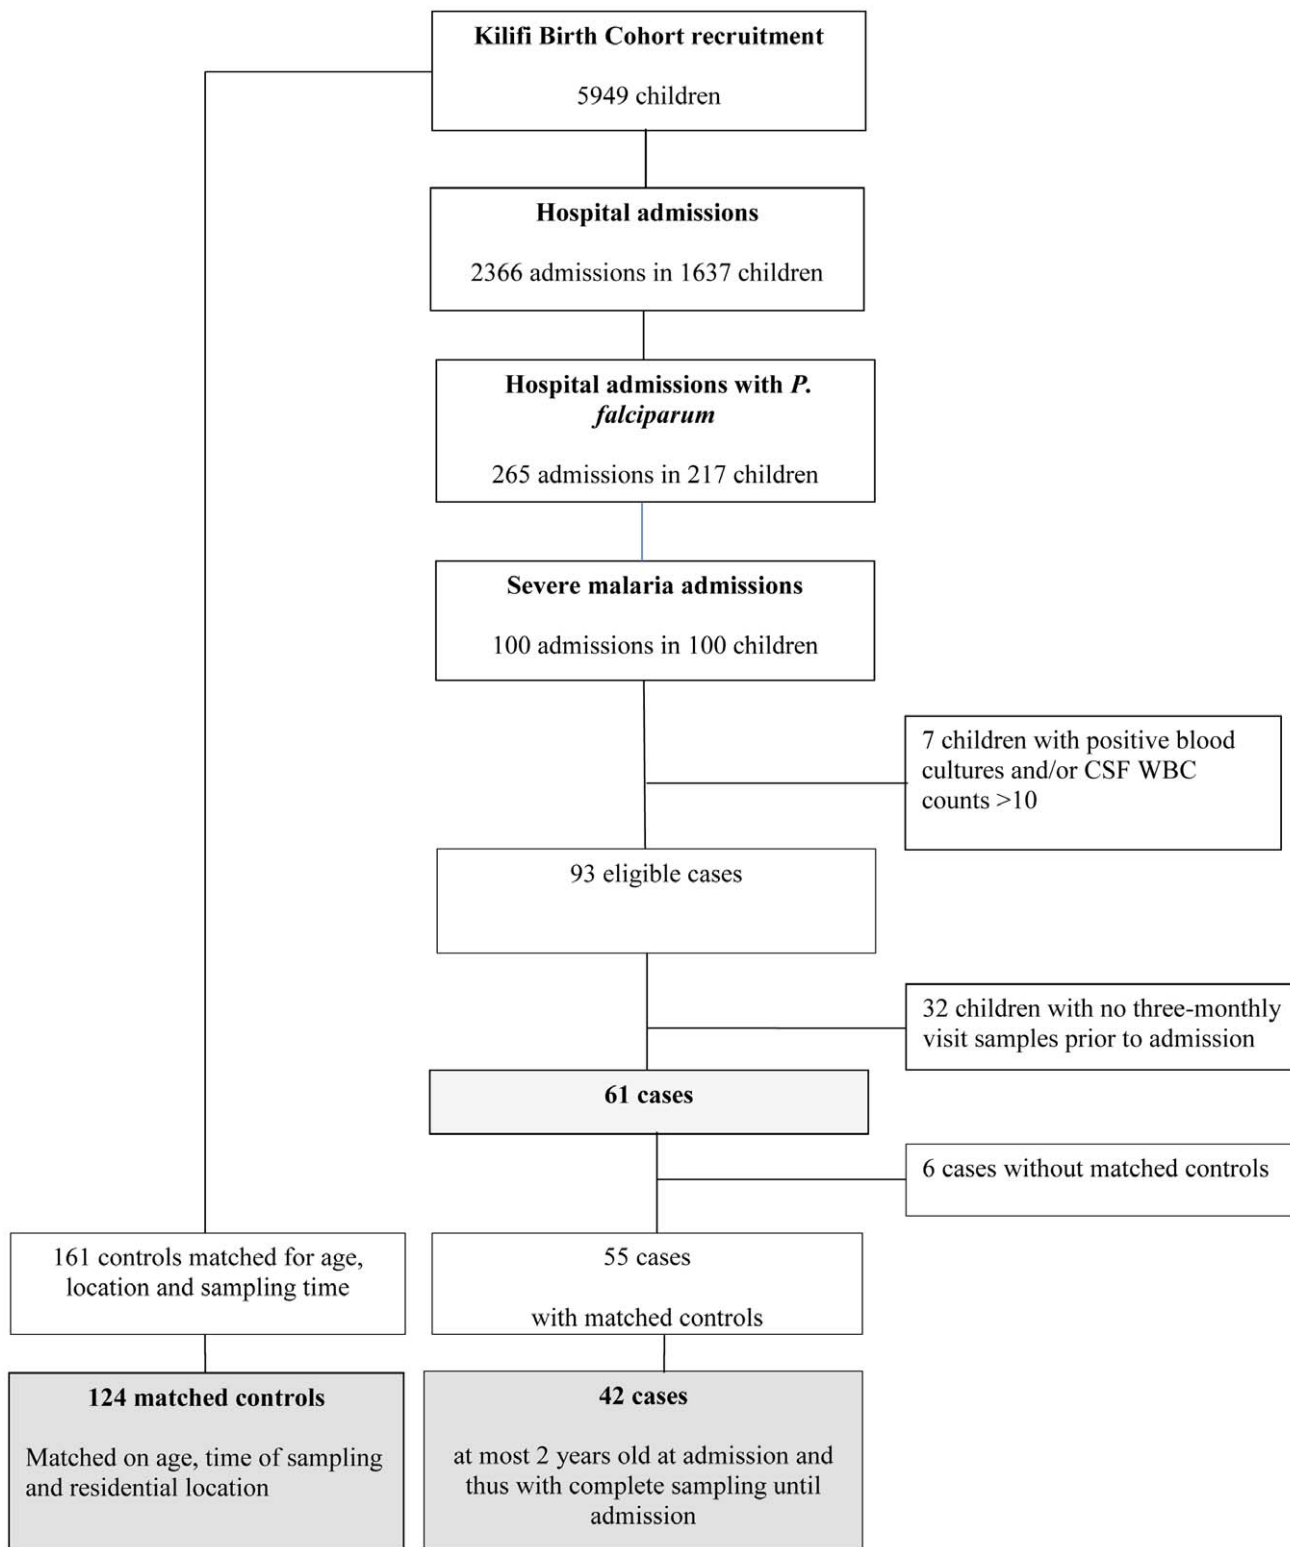 Kilifi Birth Cohort recruitment
5949 children
Hospital admissions
2366 admissions in 1637 children
Hospital admissions with P.
falciparum
265 admissions in 217 children
Severe malaria admissions
100 admissions in 100 children
7 children with positive blood
cultures and/or CSF WBC
counts >10
93 eligible cases
32 children with no three-monthly
visit samples prior to admission
61 cases
6 cases without matched controls
161 controls matched for age,
location and sampling time
55 cases
with matched controls
124 matched controls
Matched on age, time of sampling
and residential location
42 cases
at most 2 years old at admission and
thus with complete sampling until
admission